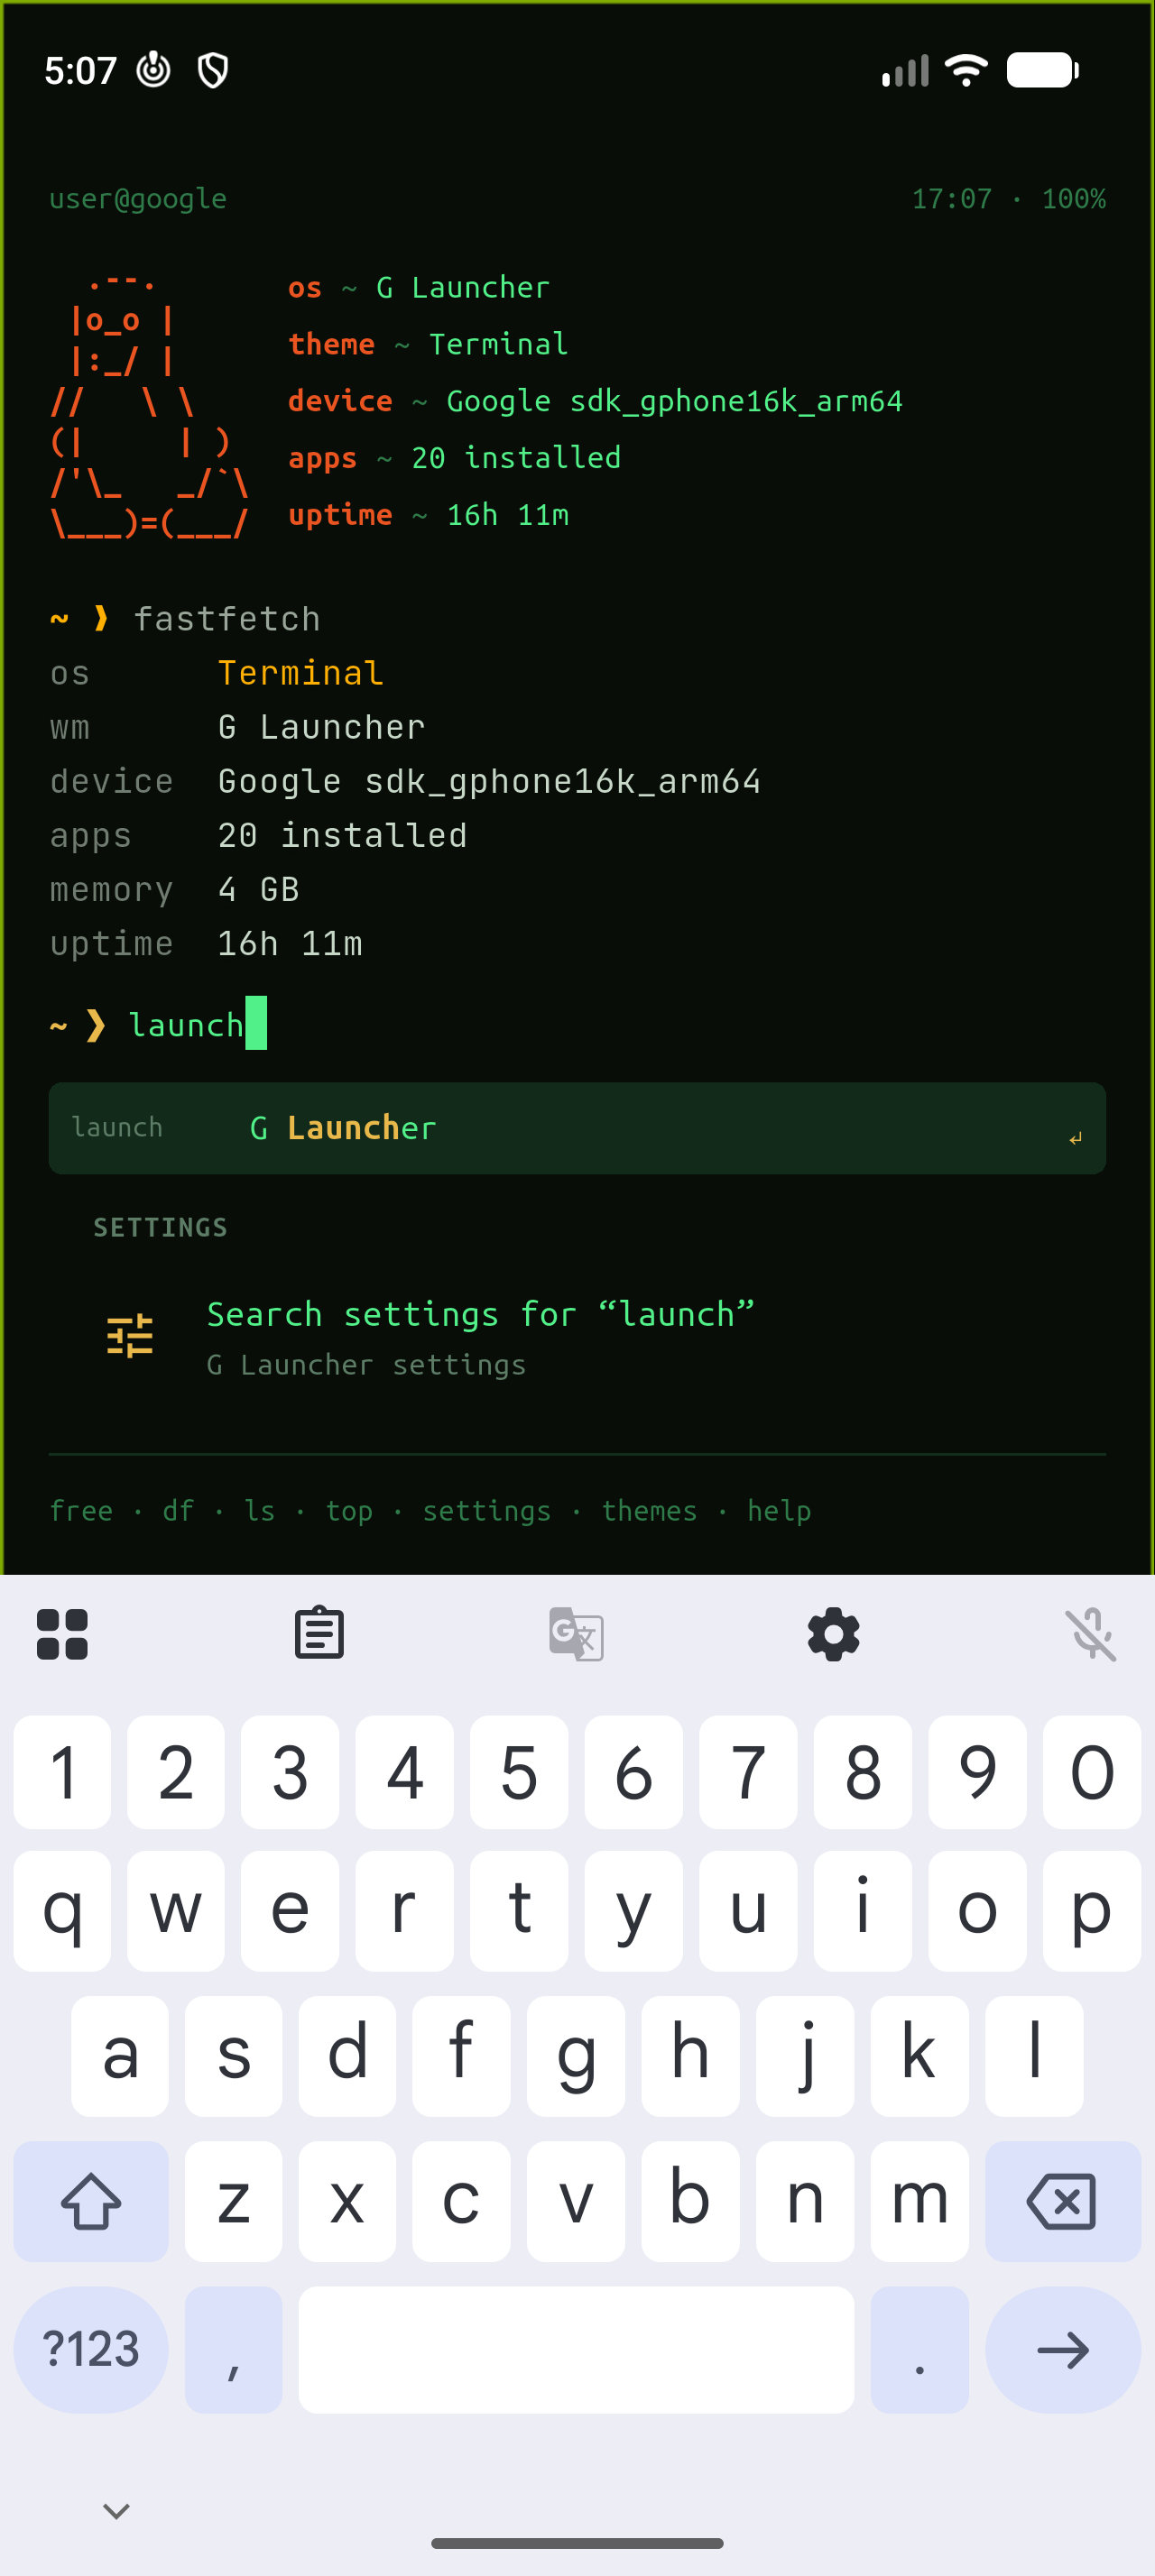 5:07
user@google 17:07 · 100%
.--.
|o_o |
|:_/ |
//   \ \
(|     | )
/'\_   _/`\
\___)=(___/
os ~ G Launcher
theme ~ Terminal
device ~ Google sdk_gphone16k_arm64
apps ~ 20 installed
uptime ~ 16h 11m
~ ❯ fastfetch
os Terminal
wm G Launcher
device Google sdk_gphone16k_arm64
apps 20 installed
memory 4 GB
uptime 16h 11m
~ ❯ launch
launch G Launcher ↵
SETTINGS
Search settings for “launch”
G Launcher settings
free · df · ls · top · settings · themes · help
1 2 3 4 5 6 7 8 9 0
q w e r t y u i o p
a s d f g h j k l
z x c v b n m
?123 , .